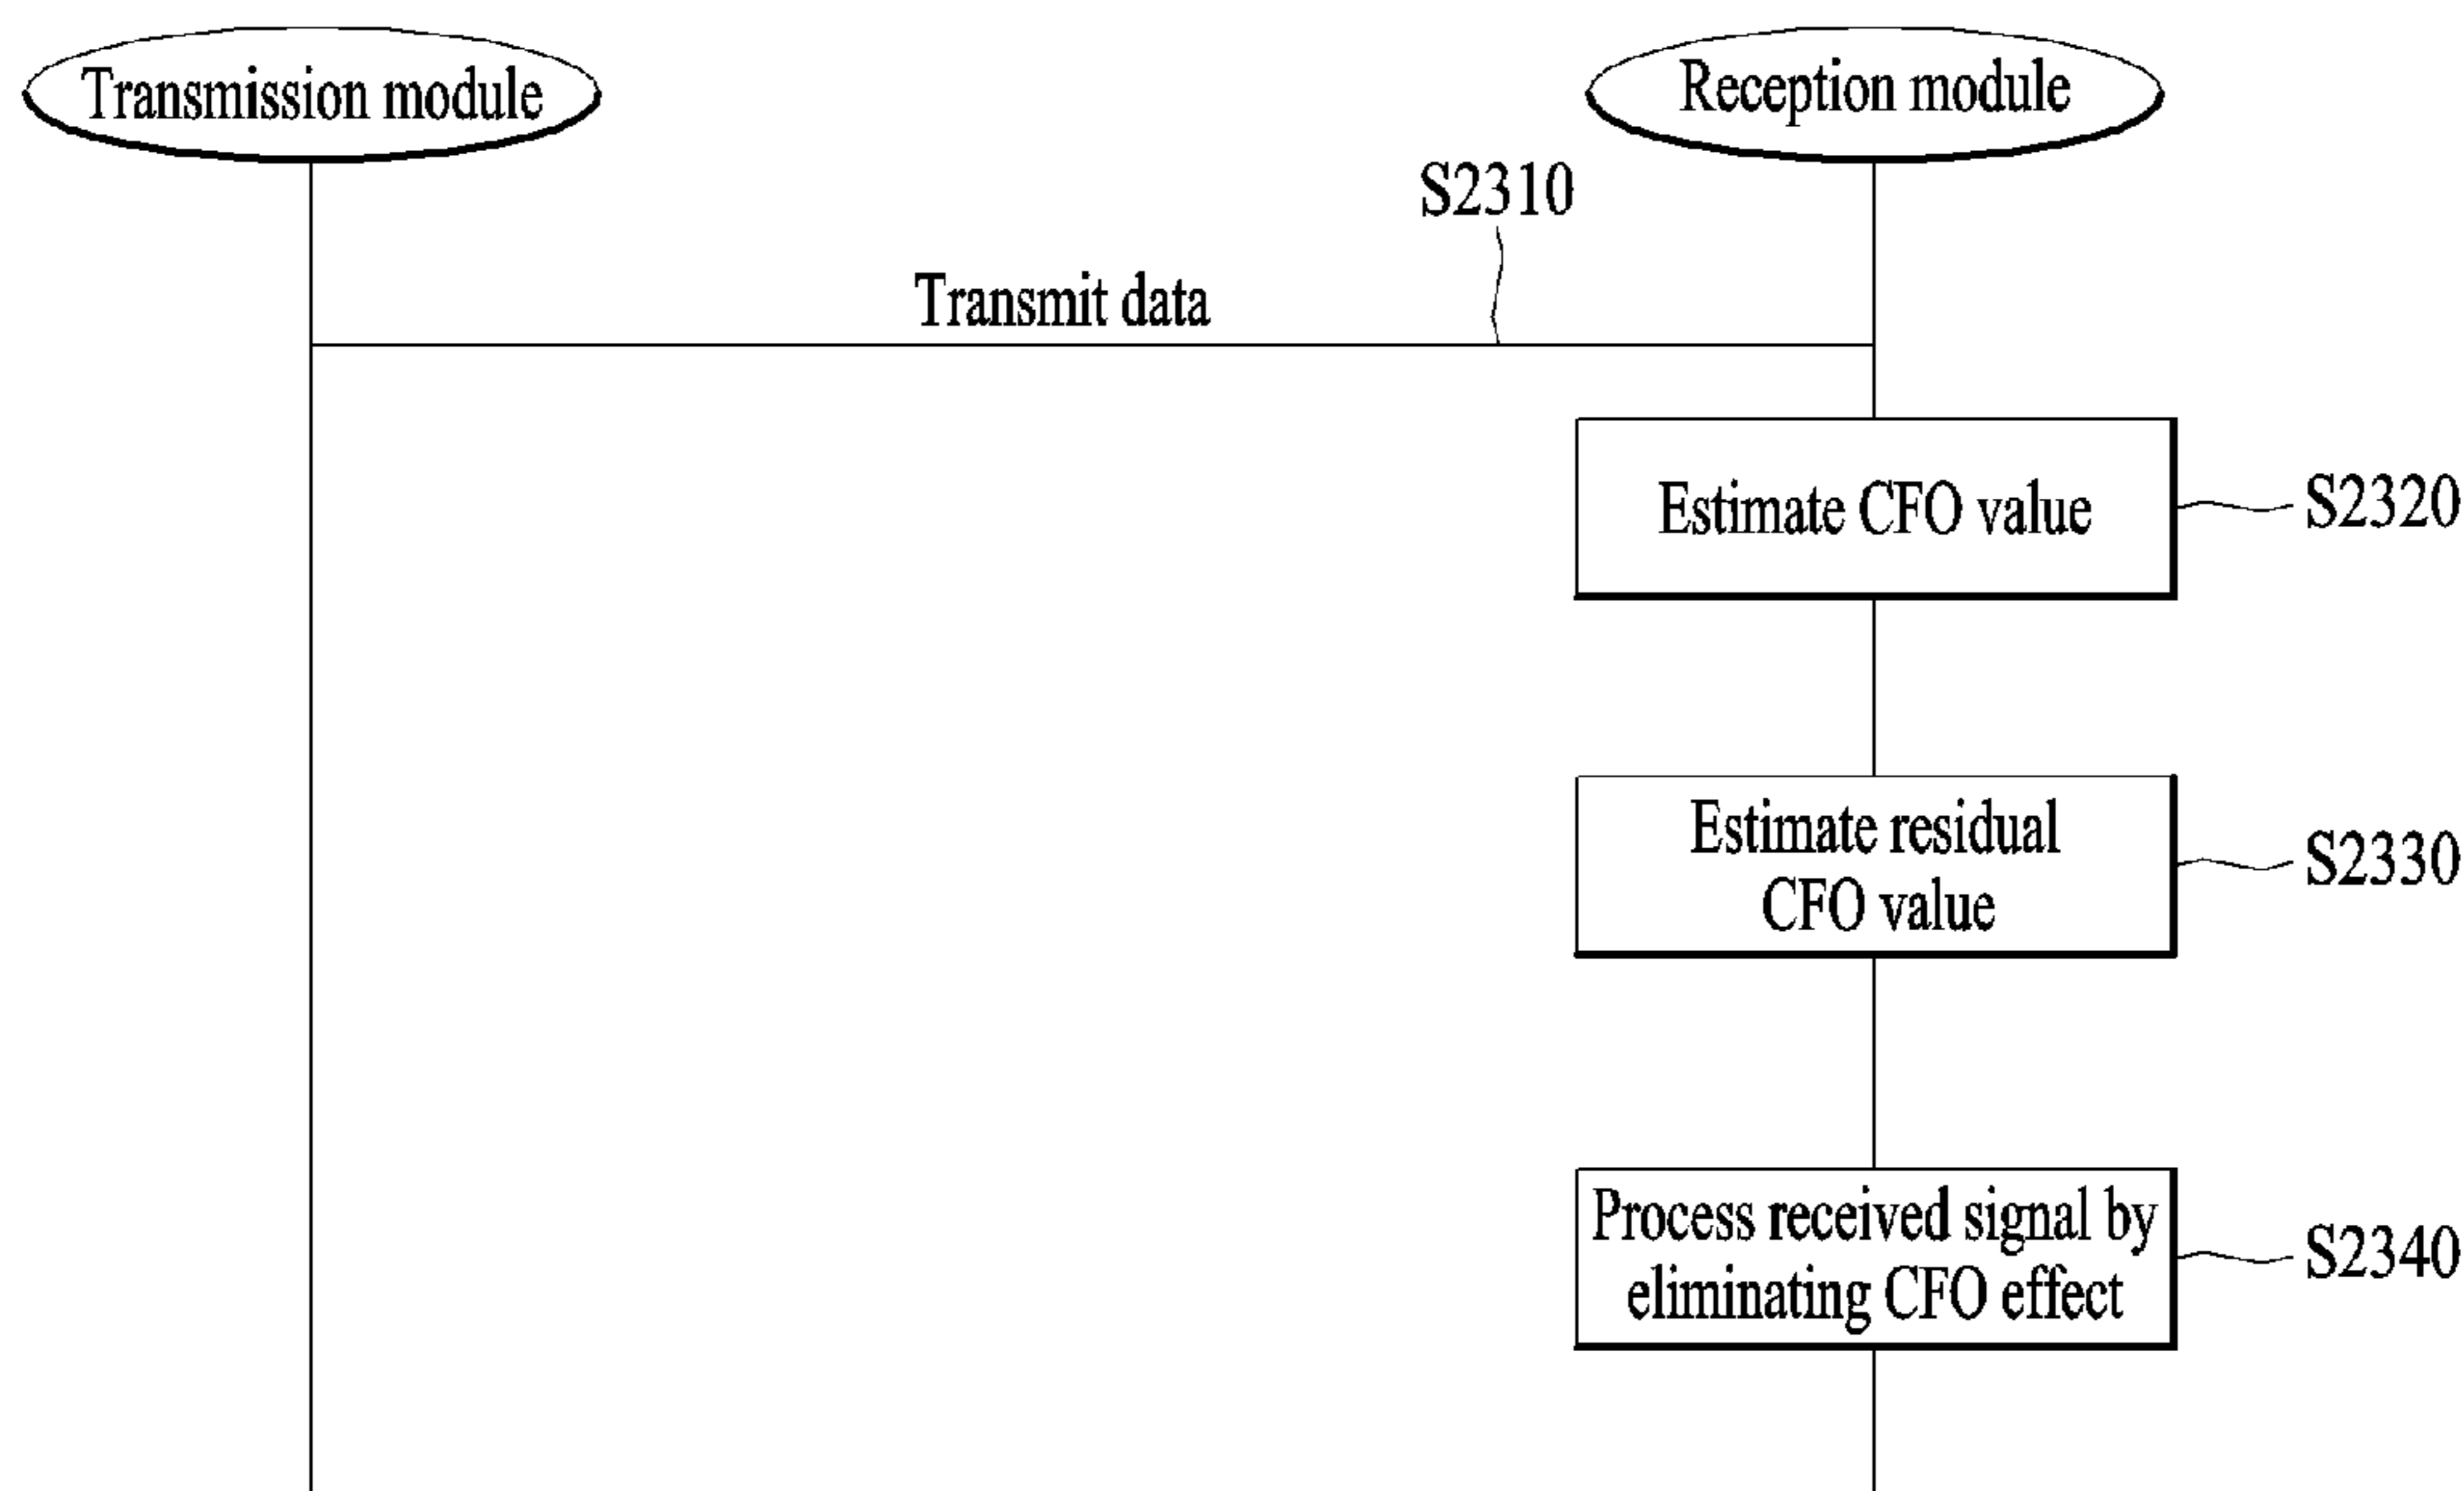 Transmission module
Reception module
S2310
Transmit data
Estimate CFO value
S2320
Estimate residual
CFO value
S2330
Process received signal by
eliminating CFO effect
S2340